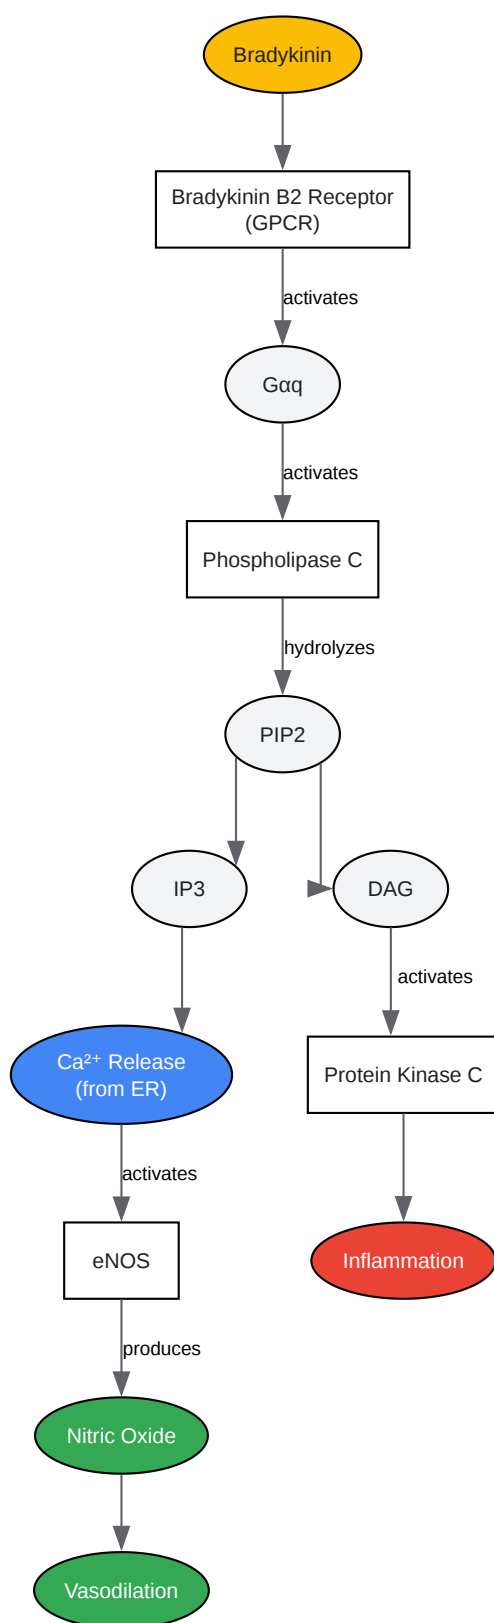 Bradykinin
Bradykinin B2 Receptor
(GPCR)
activates
Gαq
activates
Phospholipase C
hydrolyzes
PIP2
IP3
DAG
activates
Ca²⁺ Release
(from ER)
Protein Kinase C
activates
eNOS
Inflammation
produces
Nitric Oxide
Vasodilation